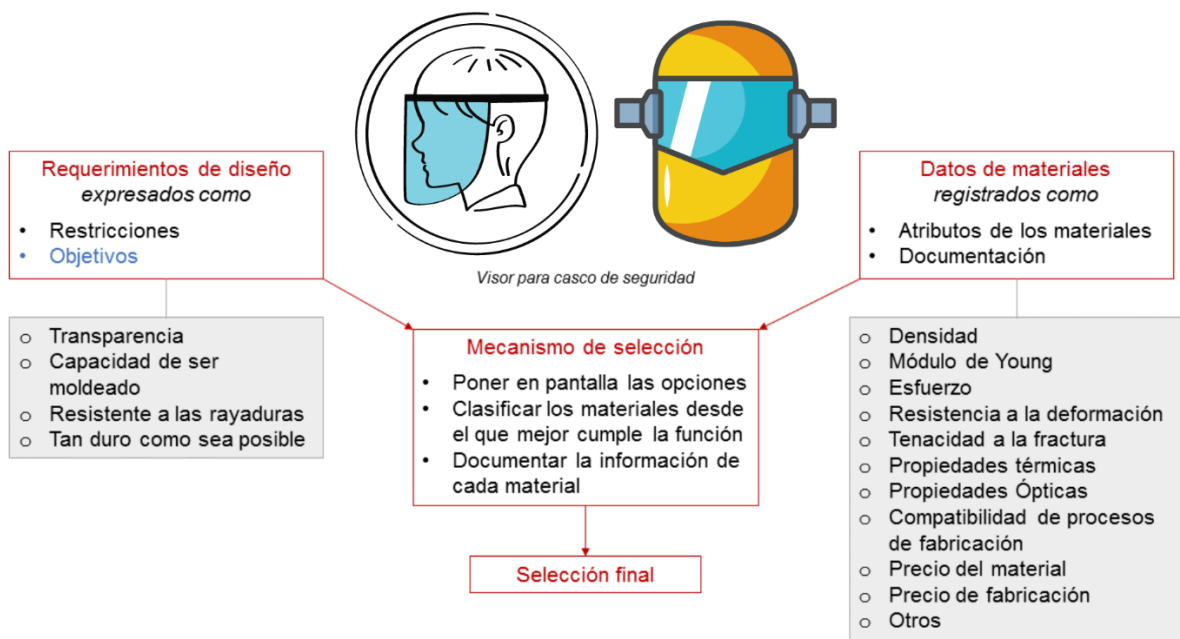 Requerimientos de diseño
expresados como
• Restricciones
• Objetivos
o Transparencia
o Capacidad de ser
moldeado
o Resistente a las rayaduras
o Tan duro como sea posible
Visor para casco de seguridad
Mecanismo de selección
• Poner en pantalla las opciones
• Clasificar los materiales desde
el que mejor cumple la función
• Documentar la información de
cada material
Selección final
Datos de materiales
registrados como
• Atributos de los materiales
• Documentación
o Densidad
o Módulo de Young
o Esfuerzo
o Resistencia a la deformación
o Tenacidad a la fractura
o Propiedades térmicas
o Propiedades Ópticas
o Compatibilidad de procesos
de fabricación
o Precio del material
o Precio de fabricación
o Otros